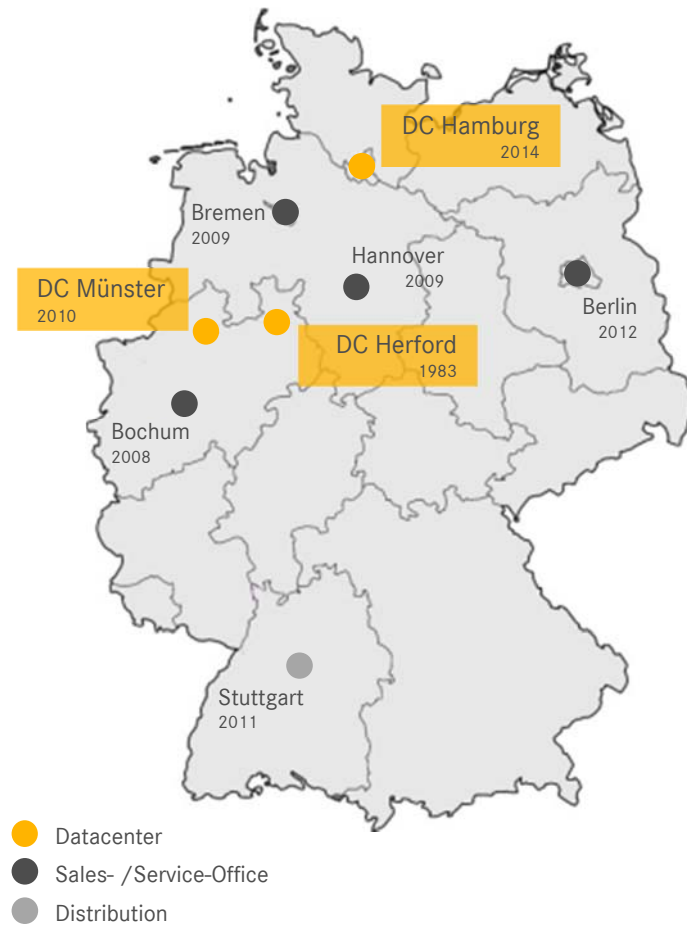 DC Hamburg
2014
Bremen
2009
Hannover
2009
DC Münster
2010
Berlin
2012
DC Herford
1983
Bochum
2008
Stuttgart
2011
Datacenter
Sales- /Service-Office
Distribution